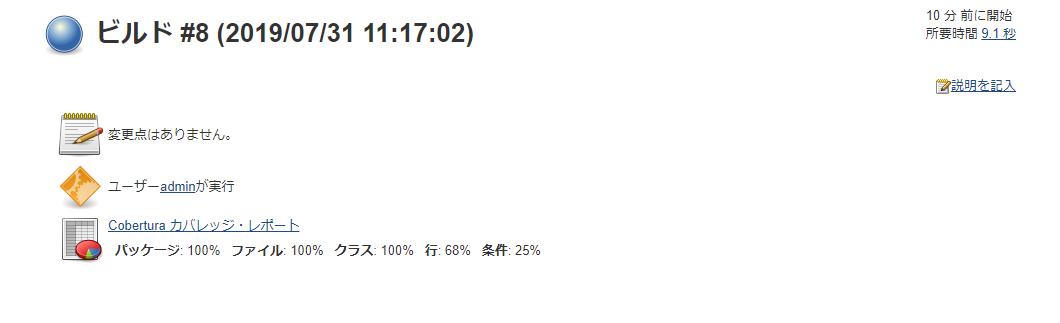 ビルド #8 (2019/07/31 11:17:02)
10 分 前に開始
所要時間 9.1 秒
説明を記入
変更点はありません。
ユーザーadminが実行
Cobertura カバレッジ・レポート
パッケージ: 100% ファイル: 100% クラス: 100% 行: 68% 条件: 25%